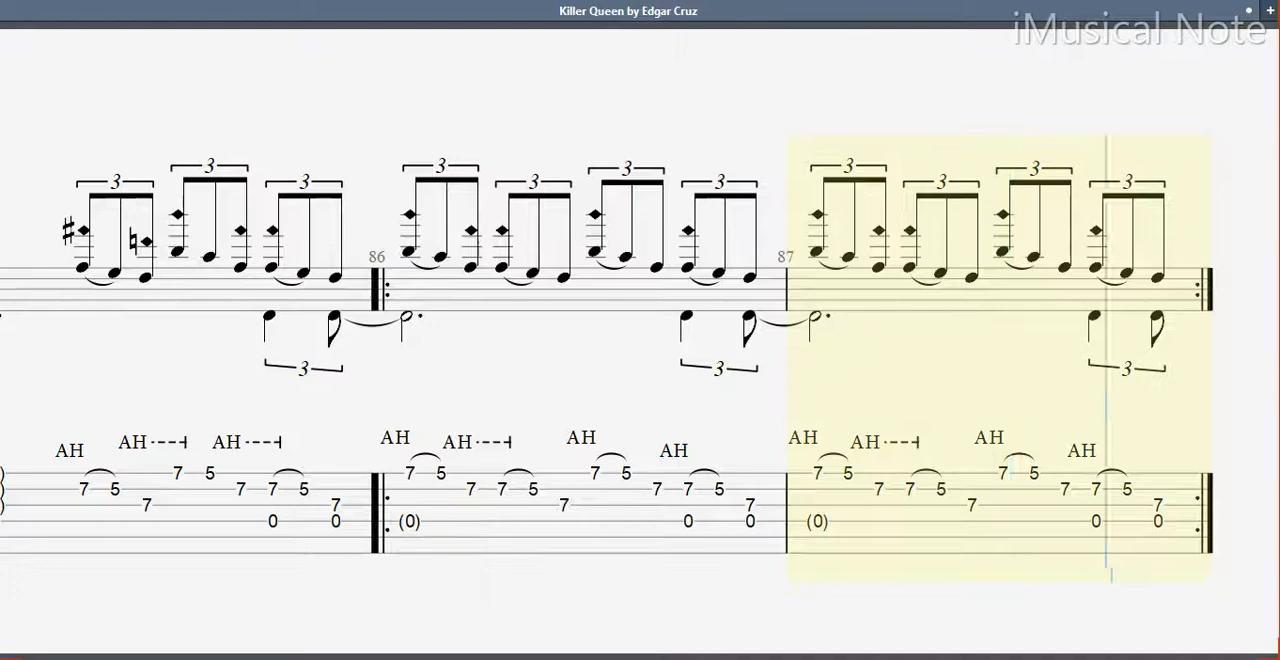 Killer Queen by Edgar Cruz
iMusical Note
3 3 3 3 3 3 3 3 3 3 3
86 87
3 3 3
AH AH AH AH AH AH AH AH AH AH AH
7 5 7 5 7 5 7 5 7 5
7 5 7 7 5 7 7 5 7 7 5 7 7 5 7 7 5
7 7 7 7 7 7
0 0 (0) 0 0 (0) 0 0